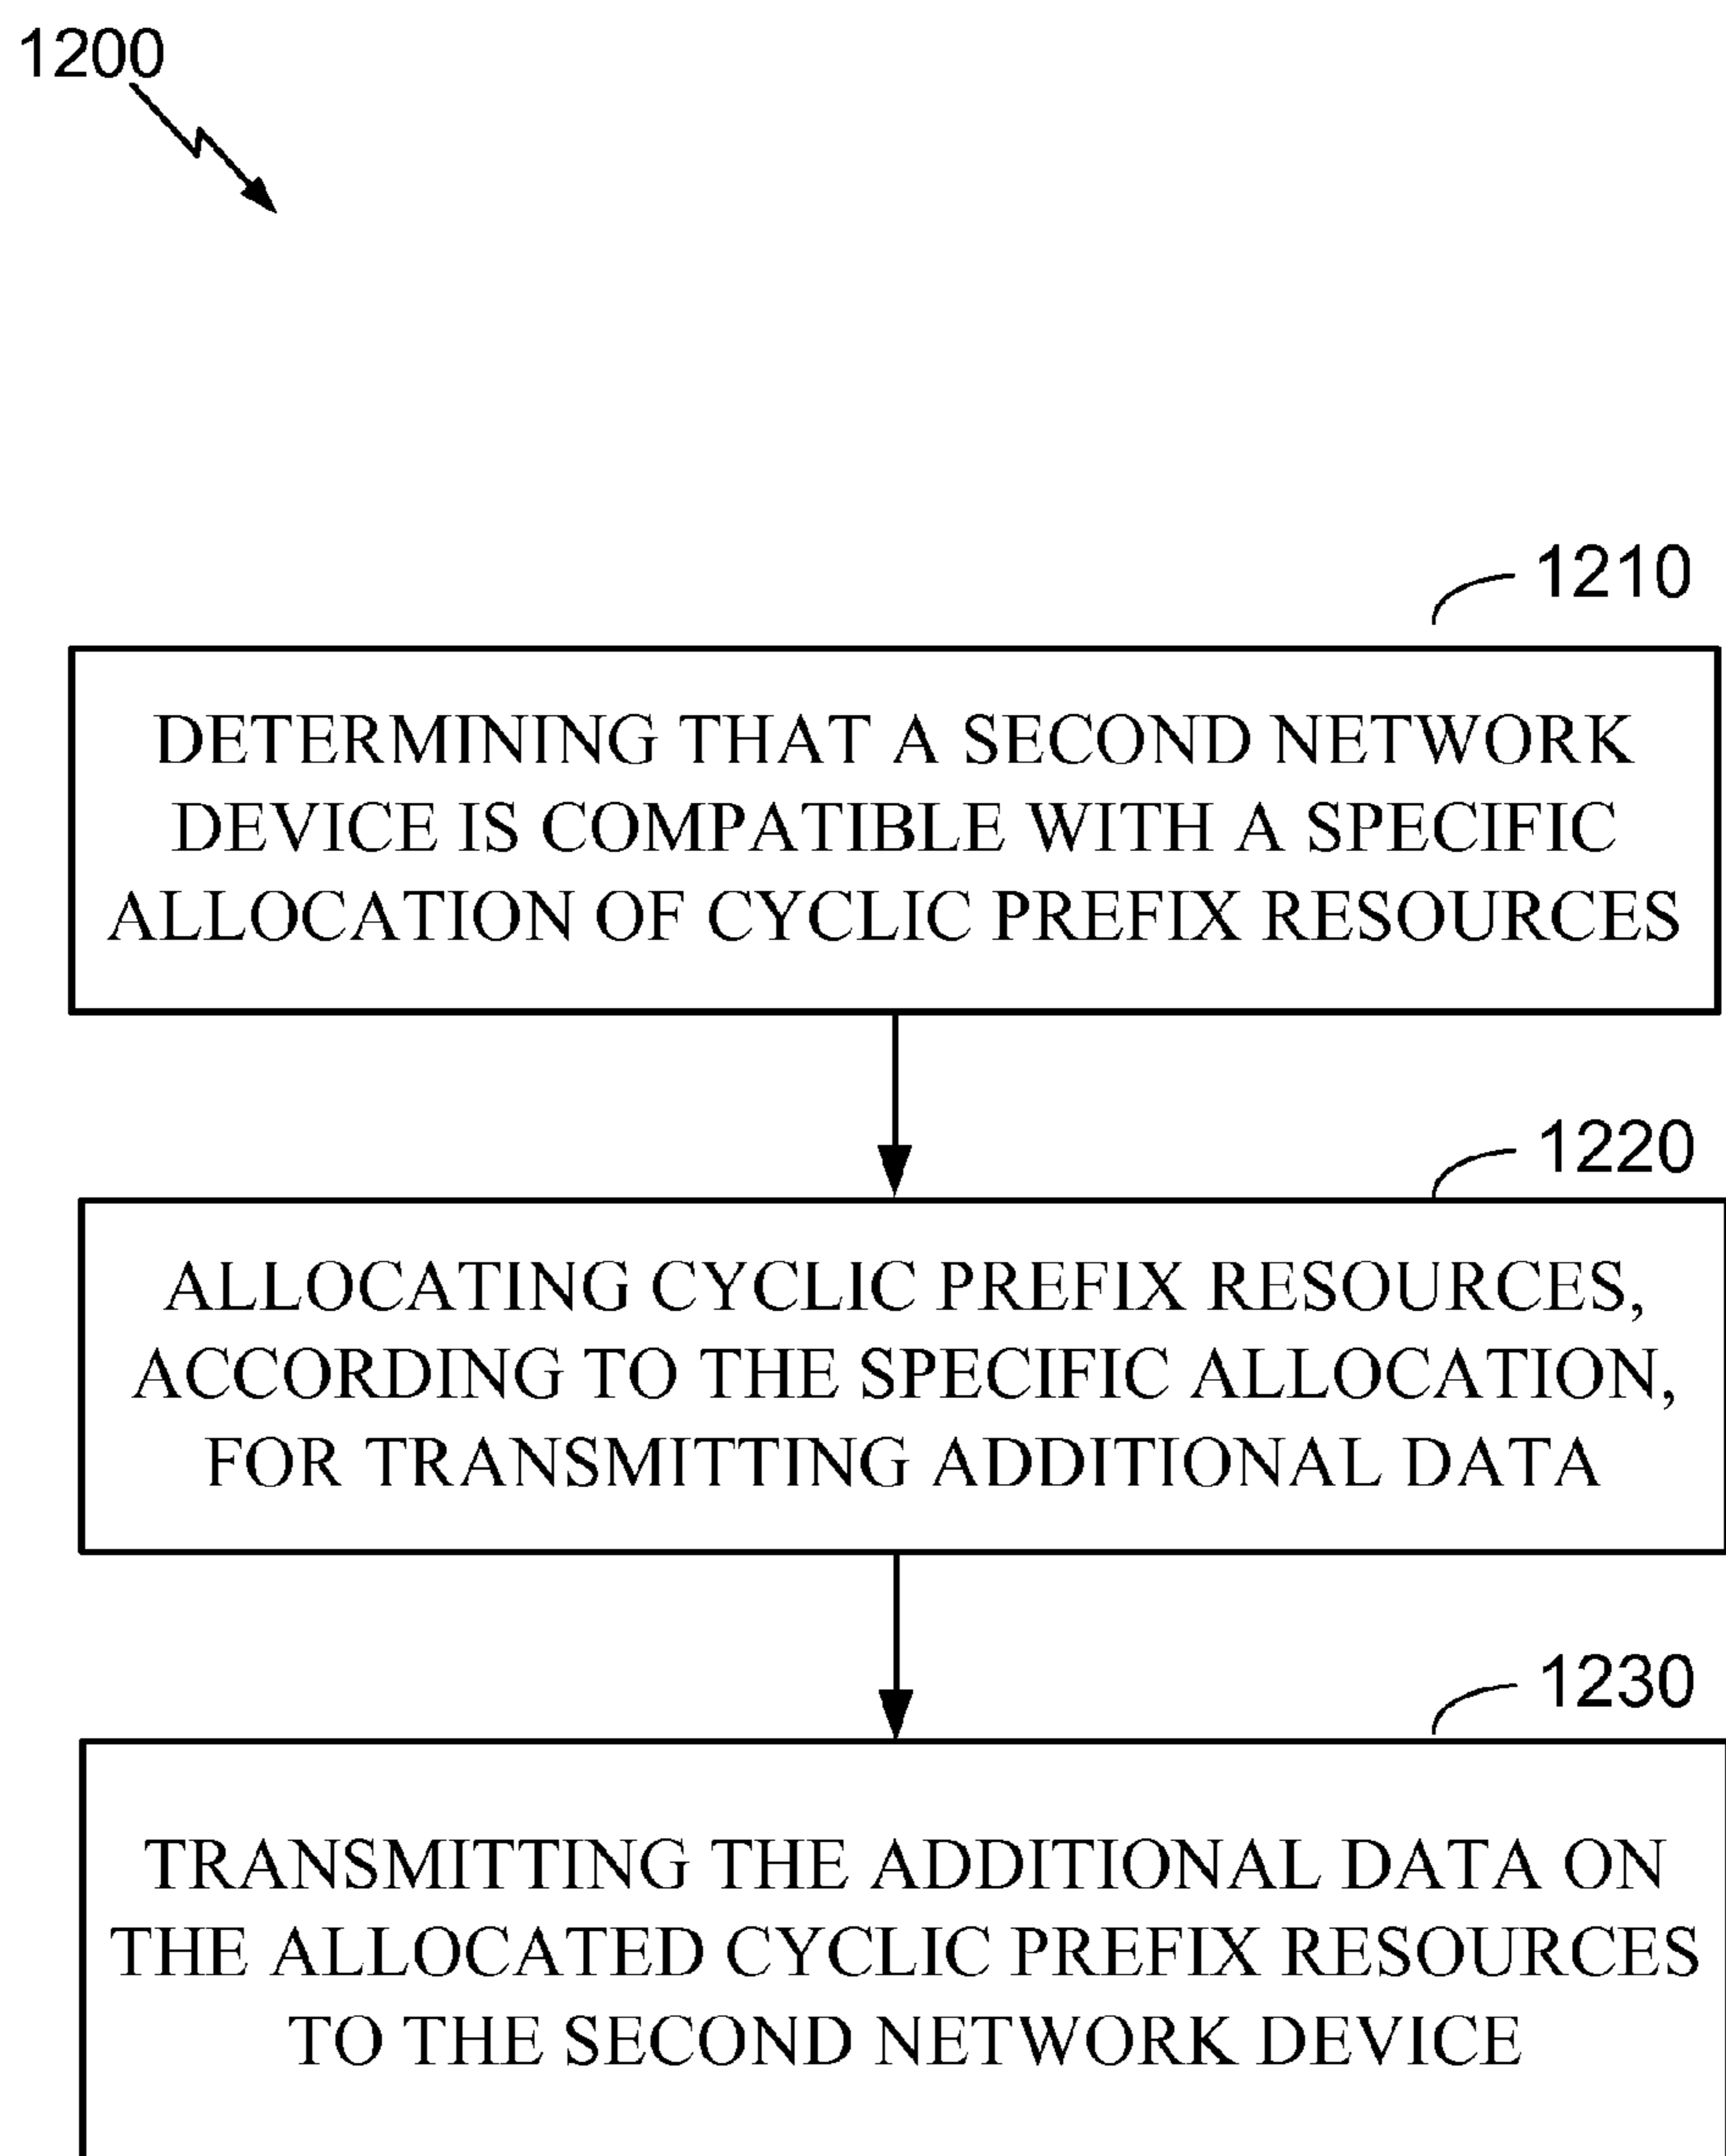 1200
1210
DETERMINING THAT A SECOND NETWORK
DEVICE IS COMPATIBLE WITH A SPECIFIC
ALLOCATION OF CYCLIC PREFIX RESOURCES
1220
ALLOCATING CYCLIC PREFIX RESOURCES,
ACCORDING TO THE SPECIFIC ALLOCATION,
FOR TRANSMITTING ADDITIONAL DATA
1230
TRANSMITTING THE ADDITIONAL DATA ON
THE ALLOCATED CYCLIC PREFIX RESOURCES
TO THE SECOND NETWORK DEVICE